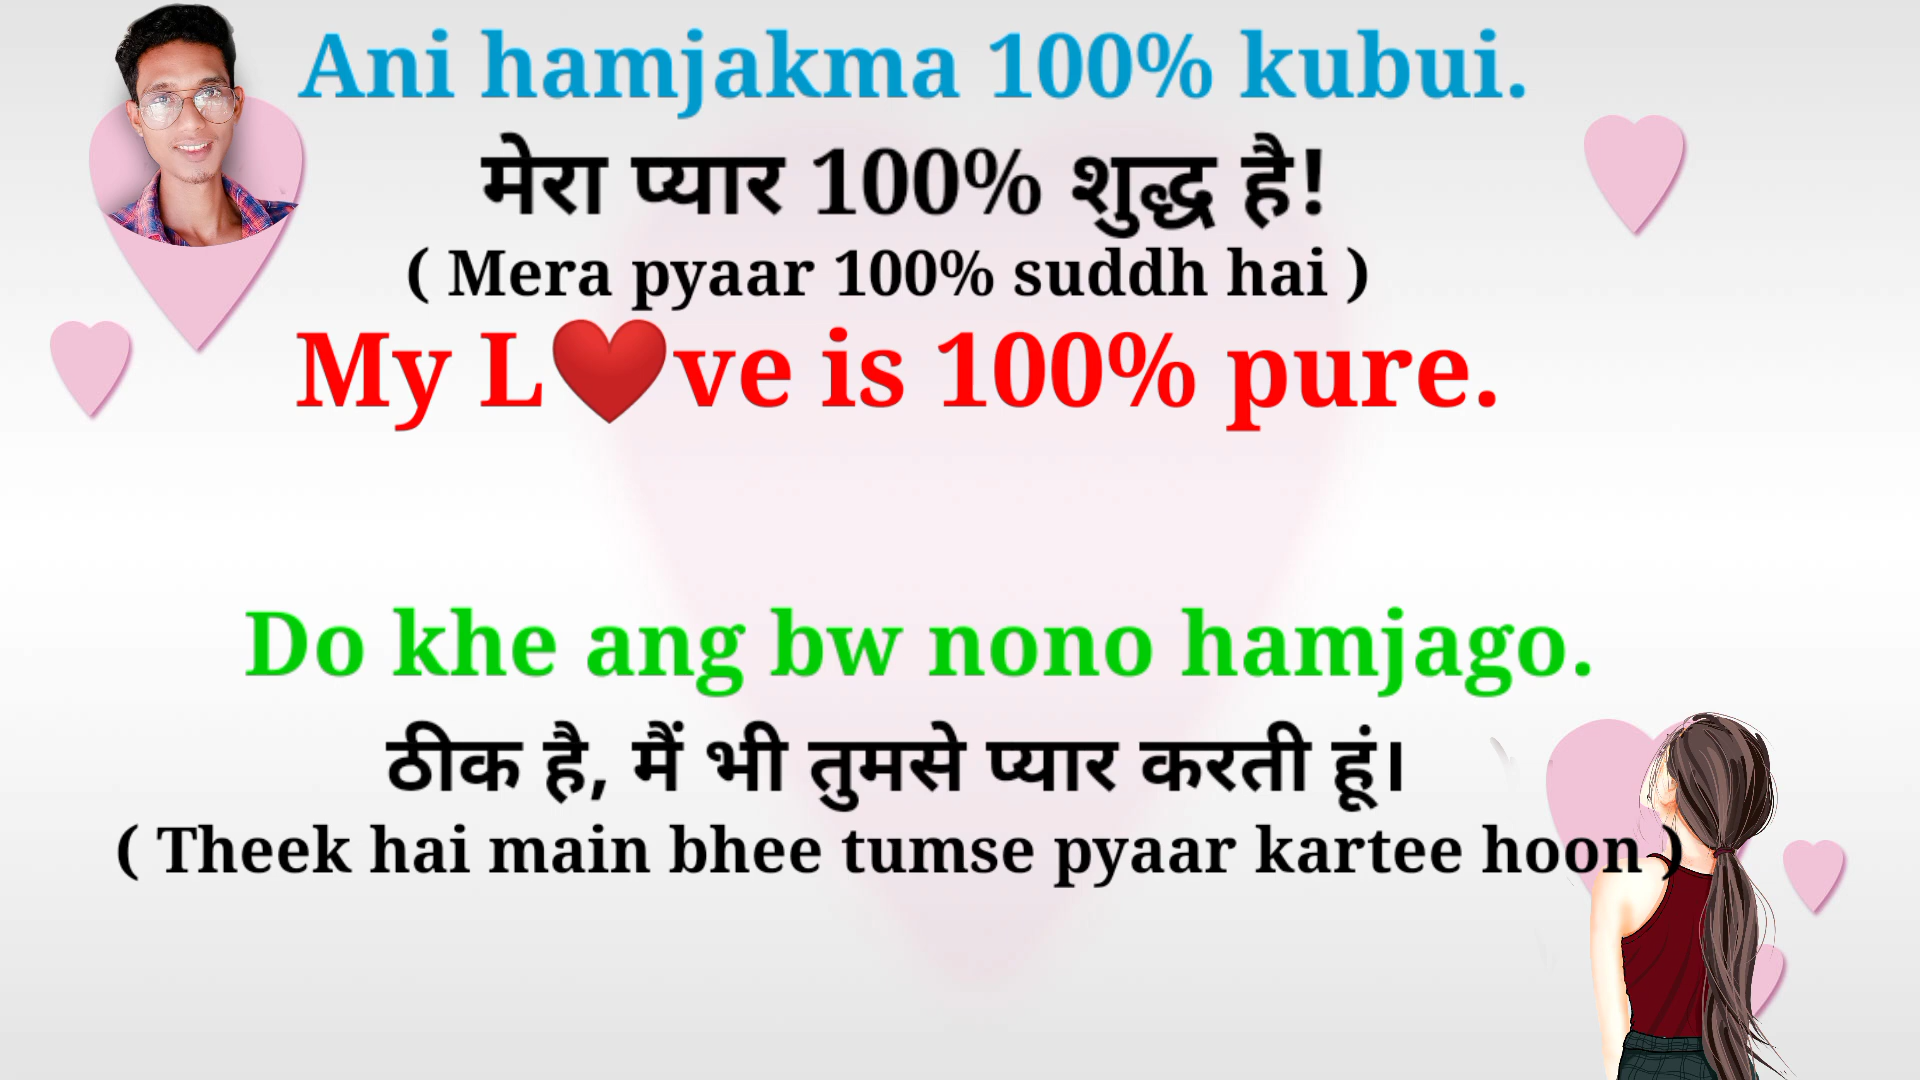 Ani hamjakma 100% kubui.
मेरा प्यार 100% शुद्ध है!
( Mera pyaar 100% suddh hai )
My L❤ve is 100% pure.
Do khe ang bw nono hamjago.
ठीक है, मैं भी तुमसे प्यार करती हूं।
( Theek hai main bhee tumse pyaar kartee hoon )